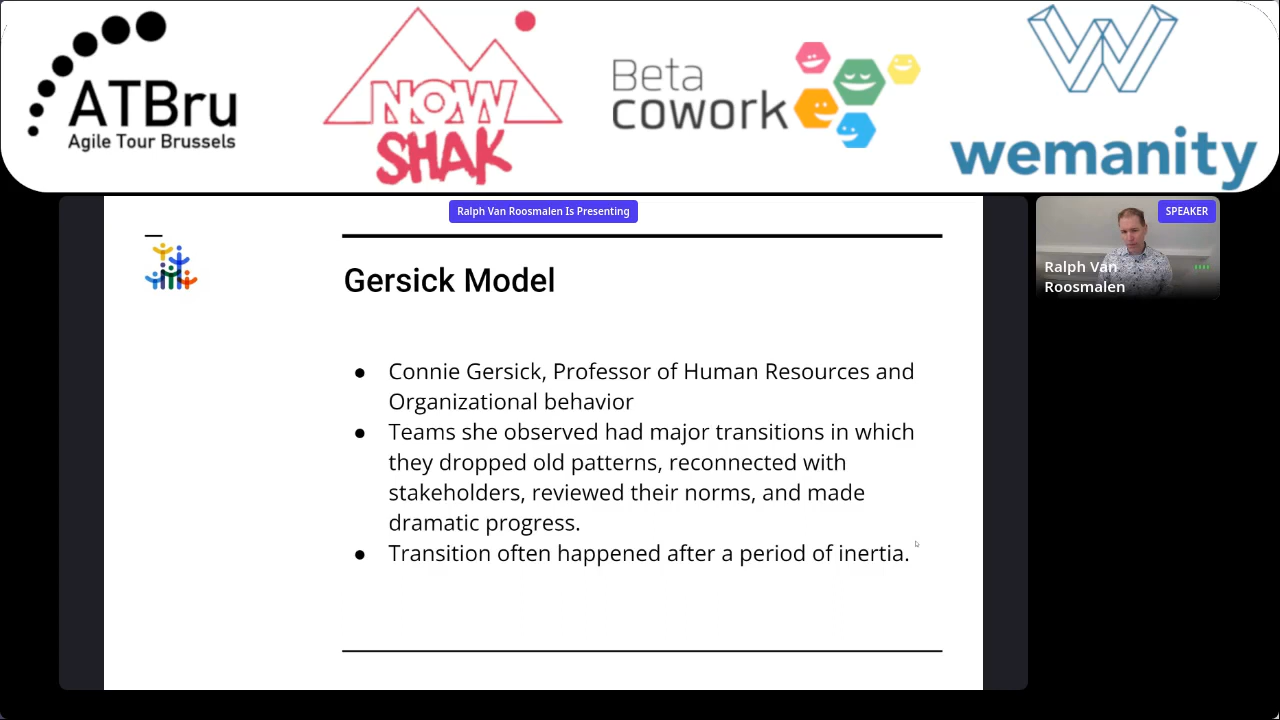 ATBru
Agile Tour Brussels
NOW
SHAK
Beta
cowork
wemanity
Ralph Van Roosmalen Is Presenting
SPEAKER
Ralph Van
Roosmalen
Gersick Model
● Connie Gersick, Professor of Human Resources and
Organizational behavior
● Teams she observed had major transitions in which
they dropped old patterns, reconnected with
stakeholders, reviewed their norms, and made
dramatic progress.
● Transition often happened after a period of inertia.